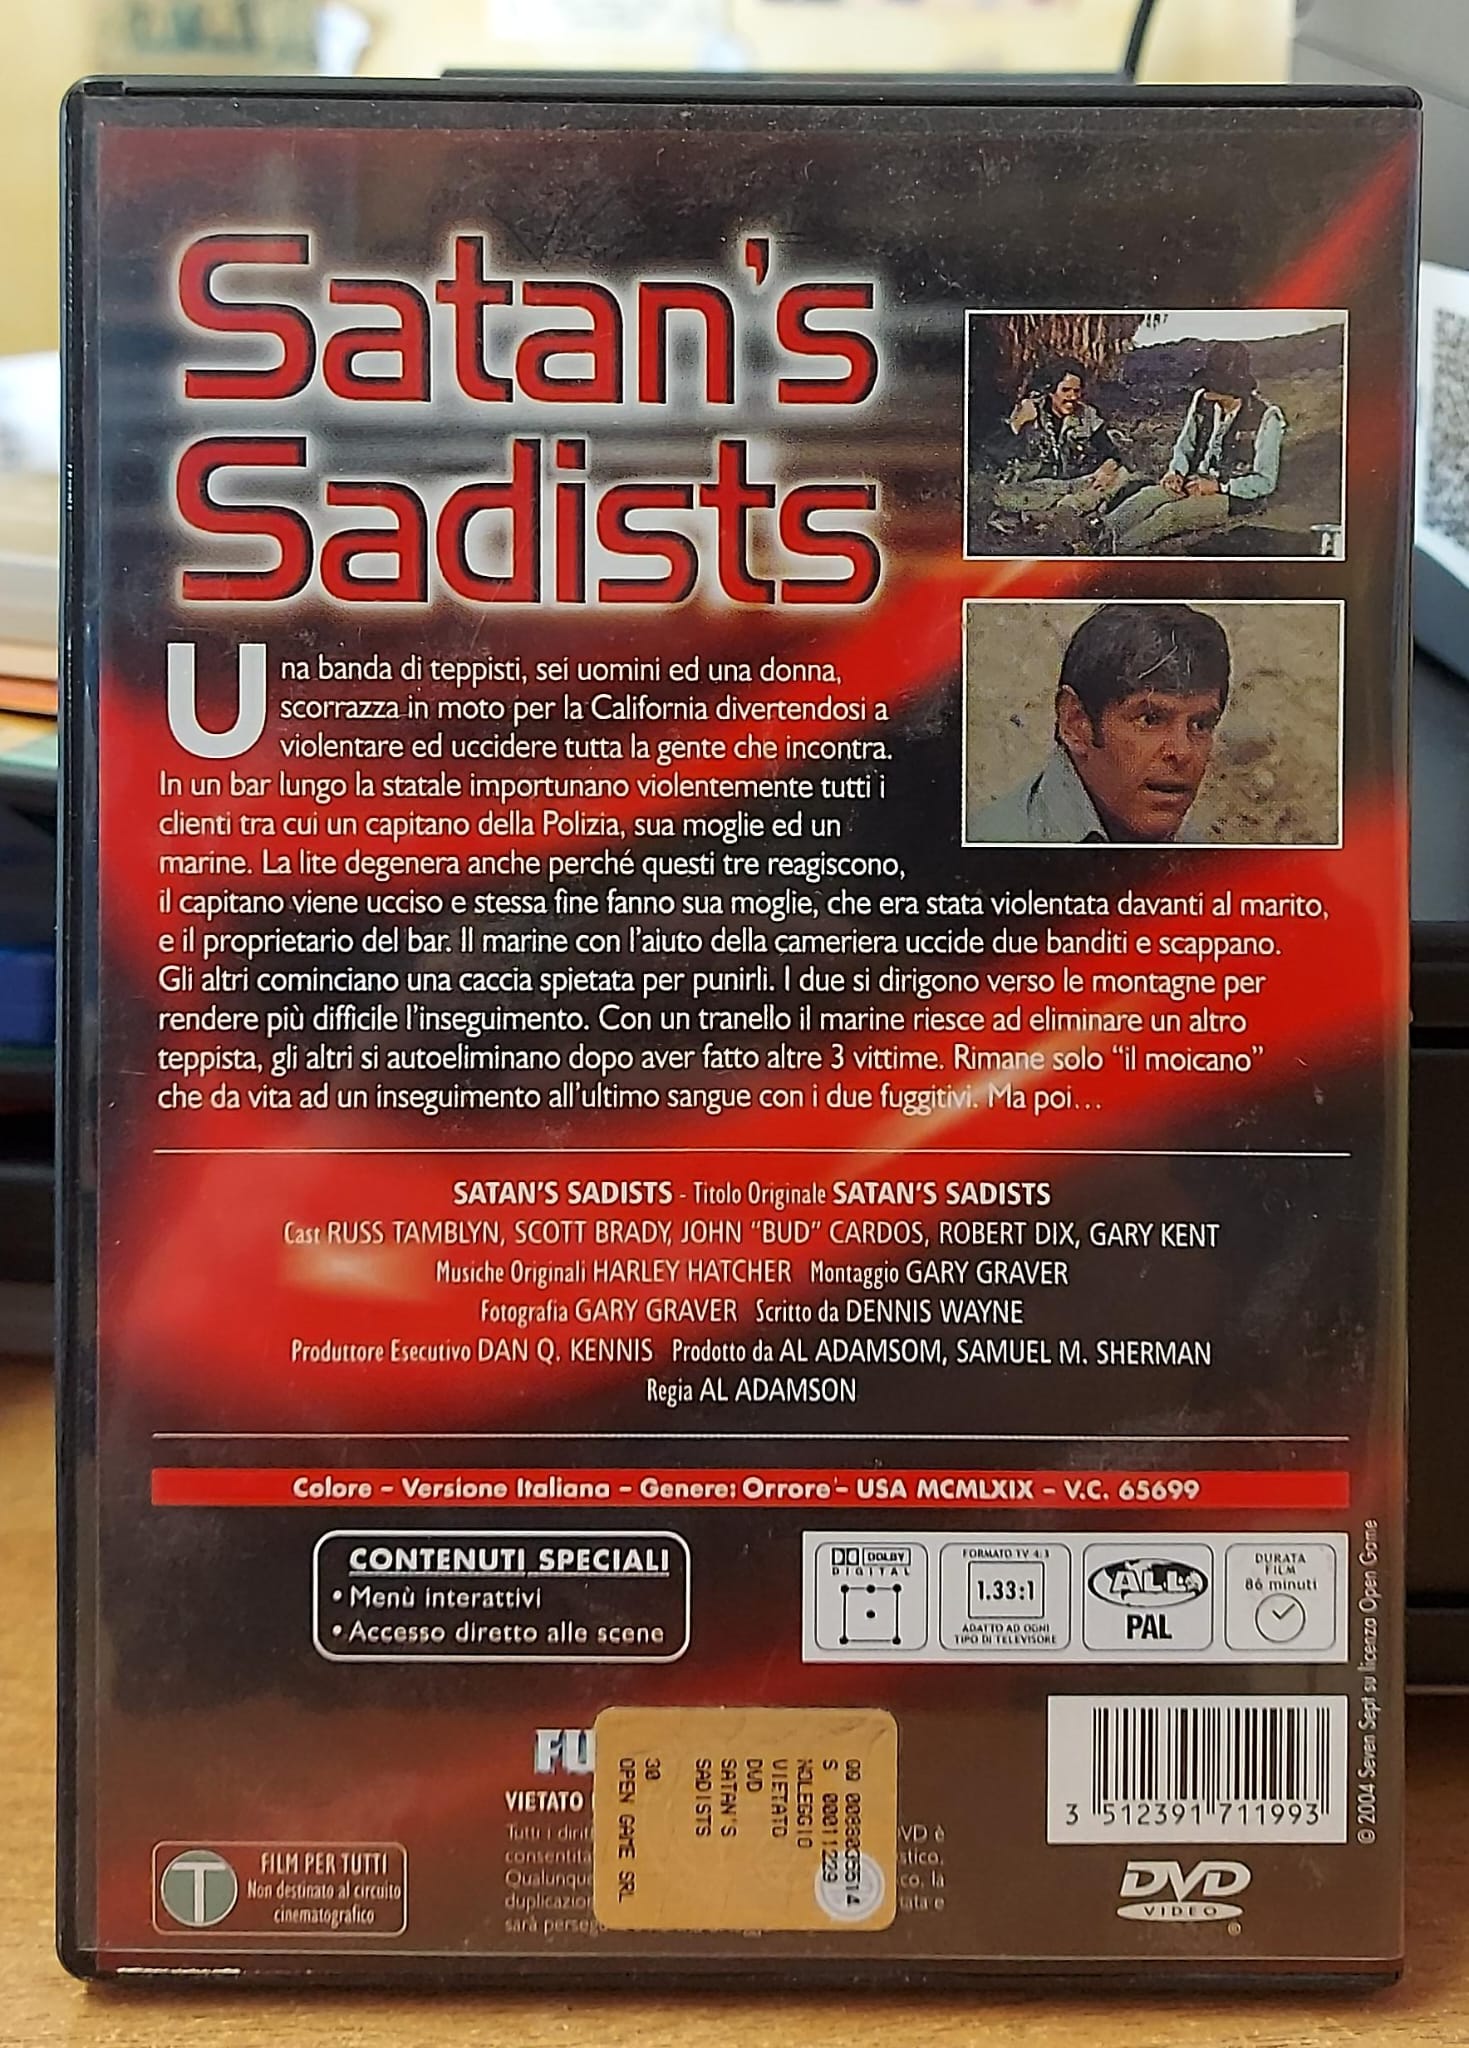 Satan's
Sadists
Una banda di teppisti, sei uomini ed una donna,
scorrazza in moto per la California divertendosi a
violentare ed uccidere tutta la gente che incontra.
In un bar lungo la statale importunano violentemente tutti i
clienti tra cui un capitano della Polizia, sua moglie ed un
marine. La lite degenera anche perché questi tre reagiscono,
il capitano viene ucciso e stessa fine fanno sua moglie, che era stata violentata davanti al marito,
e il proprietario del bar. Il marine con l'aiuto della cameriera uccide due banditi e scappano.
Gli altri cominciano una caccia spietata per punirli. I due si dirigono verso le montagne per
rendere più difficile l'inseguimento. Con un tranello il marine riesce ad eliminare un altro
teppista, gli altri si autoeliminano dopo aver fatto altre 3 vittime. Rimane solo “il moicano”
che da vita ad un inseguimento all'ultimo sangue con i due fuggitivi. Ma poi…
SATAN'S SADISTS - Titolo Originale SATAN'S SADISTS
Cast RUSS TAMBLYN, SCOTT BRADY, JOHN “BUD” CARDOS, ROBERT DIX, GARY KENT
Musiche Originali HARLEY HATCHER Montaggio GARY GRAVER
Fotografia GARY GRAVER Scritto da DENNIS WAYNE
Produttore Esecutivo DAN Q. KENNIS Prodotto da AL ADAMSOM, SAMUEL M. SHERMAN
Regia AL ADAMSON
Colore - Versione Italiana - Genere: Orrore - USA MCMLXIX - V.C. 65699
CONTENUTI SPECIALI
• Menù interattivi
• Accesso diretto alle scene
DOLBY
DIGITAL
FORMATO TV 4:3
1.33:1
ADATTO AD OGNI
TIPO DI TELEVISORE
ALL
PAL
DURATA
FILM
86 minuti
© 2004 Seven Sept su licenza Open Game
FU
VIETATO
Tutti i
VD è
Qualunque
co, la
sarà
S 00011229
NOLEGGIO
VIETATO
DVD
SATAN'S
SADISTS
30
OPEN GAME SRL
3 512391 711993
T
FILM PER TUTTI
Non destinato al circuito
cinematografico
DVD
VIDEO